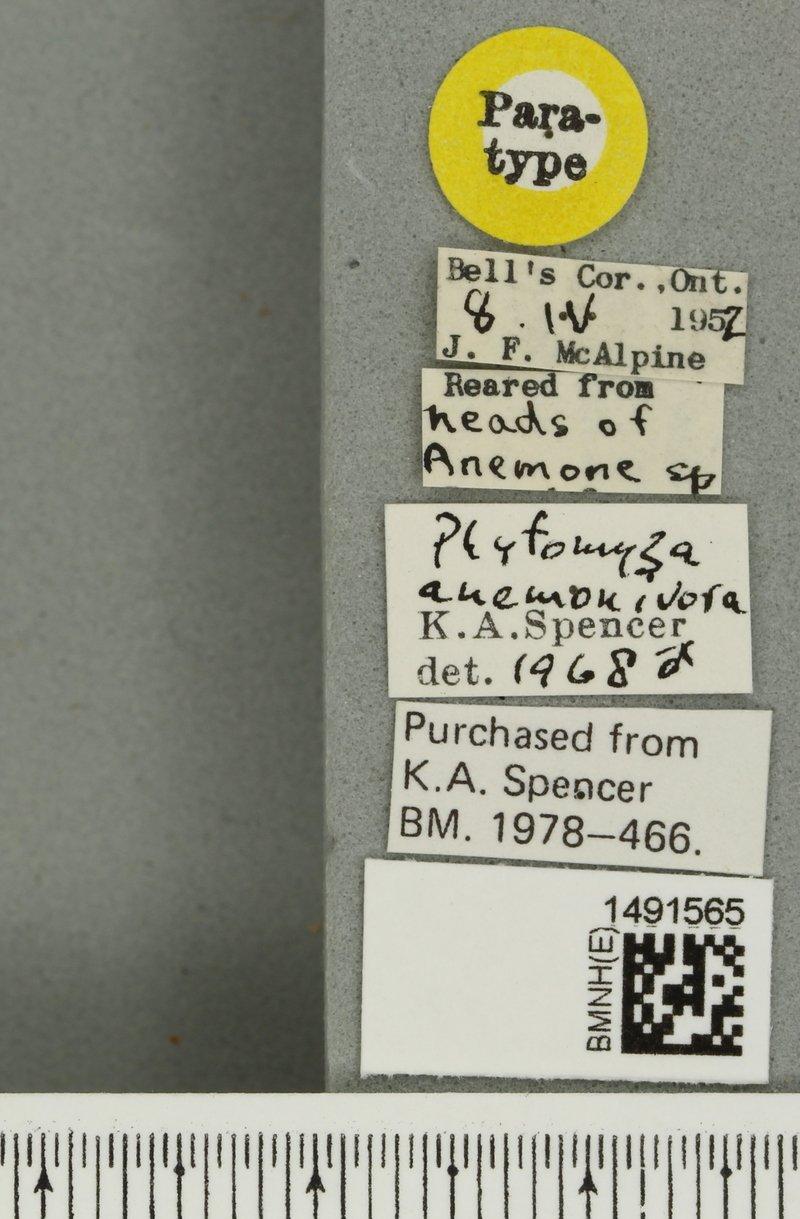 Para-
type
Bell's Cor.,Ont.
8. IV. 1952
J. F. McAlpine
Reared from
heads of
Anemone sp
Phytomyza
anemonivora
K.A.Spencer
det. 1968 ♂
Purchased from
K.A. Spencer
BM. 1978–466.
1491565
BMNH(E)